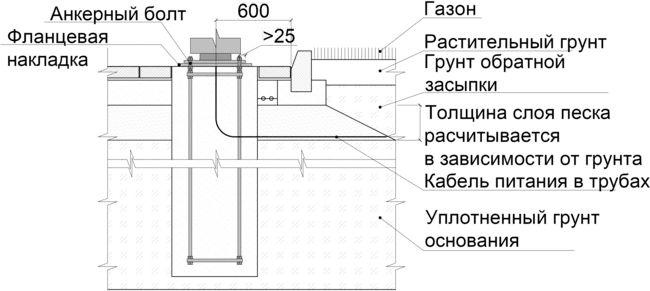 Анкерный болт
Фланцевая
накладка
600
>25
Газон
Растительный грунт
Грунт обратной
засыпки
Толщина слоя песка
расчитывается
в зависимости от грунта
Кабель питания в трубах
Уплотненный грунт
основания